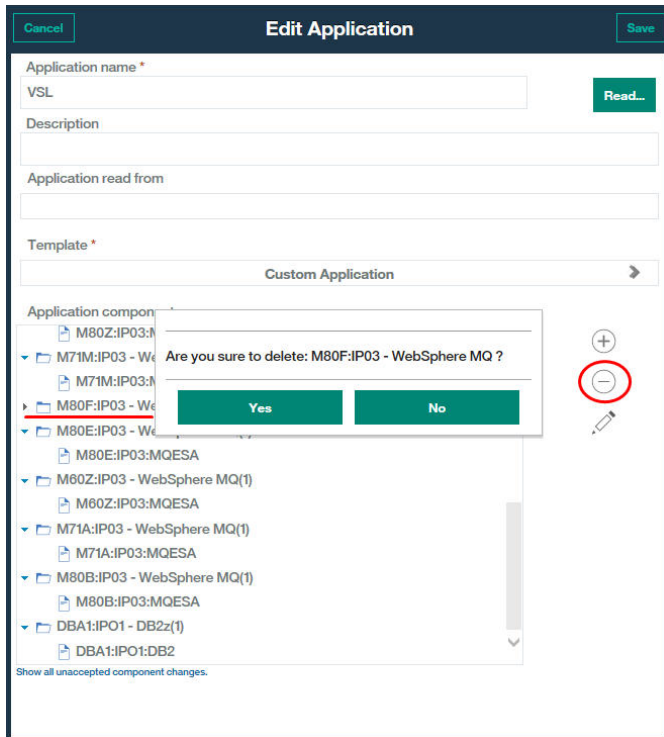 Cancel
Edit Application
Save
Application name *
VSL
Read...
Description
Application read from
Template *
Custom Application
Application compon
M80Z:IP03:M
M71M:IP03 - We
M71M:IP03:M
M80F:IP03 - We
Are you sure to delete: M80F:IP03 - WebSphere MQ ?
Yes
No
M80E:IP03 - We
M80E:IP03:MQESA
M60Z:IP03 - WebSphere MQ(1)
M60Z:IP03:MQESA
M71A:IP03 - WebSphere MQ(1)
M71A:IP03:MQESA
M80B:IP03 - WebSphere MQ(1)
M80B:IP03:MQESA
DBA1:IPO1 - DB2z(1)
DBA1:IPO1:DB2
Show all unaccepted component changes.